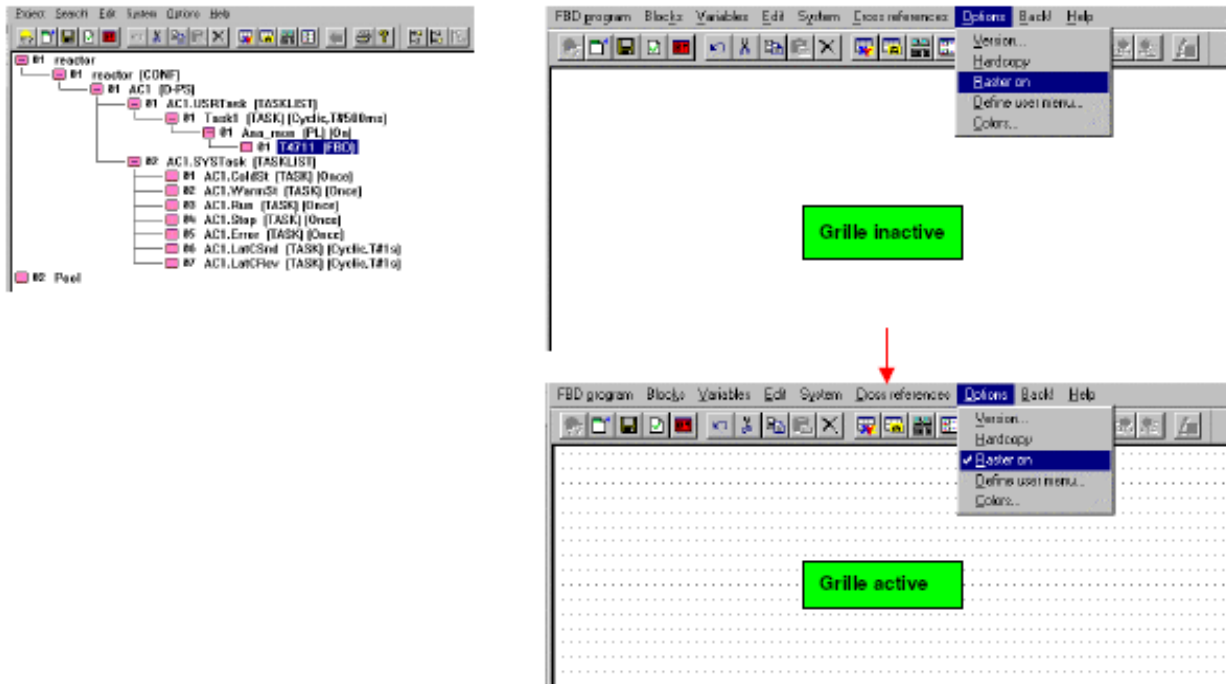 Project Search! Edit System Options Help
01 reactor
01 reactor (CONF)
01 AC1 (D-PS)
01 AC1.USRTask (TASKLIST)
01 Task1 (TASK) (Cyclic,T#500ms)
01 Ana_mon (PL) (On)
01 T4711 (FBD)
02 AC1.SYSTask (TASKLIST)
01 AC1.ColdSt (TASK) (Once)
02 AC1.WarmSt (TASK) (Once)
03 AC1.Run (TASK) (Once)
04 AC1.Stop (TASK) (Once)
05 AC1.Error (TASK) (Once)
06 AC1.LatCSnd (TASK) (Cyclic,T#1s)
07 AC1.LatCRcv (TASK) (Cyclic,T#1s)
02 Pool
FBD program Blocks Variables Edit System Cross references Options Back! Help
Version...
Hardcopy
Raster on
Define user menu...
Colors...
Grille inactive
FBD program Blocks Variables Edit System Cross references Options Back! Help
Version...
Hardcopy
Raster on
Define user menu...
Colors...
Grille active